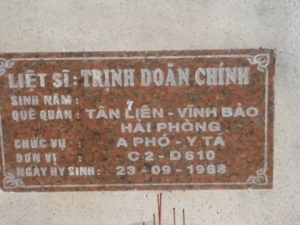 LIỆT SĨ: TRỊNH DOÃN CHÍNH
SINH NĂM :
QUÊ QUÁN : TÂN LIÊN - VĨNH BẢO
HẢI PHÒNG
CHỨC VỤ : A PHÓ - Y TÁ
ĐƠN VỊ : C2 - D610
NGÀY HY SINH: 23-09-1968